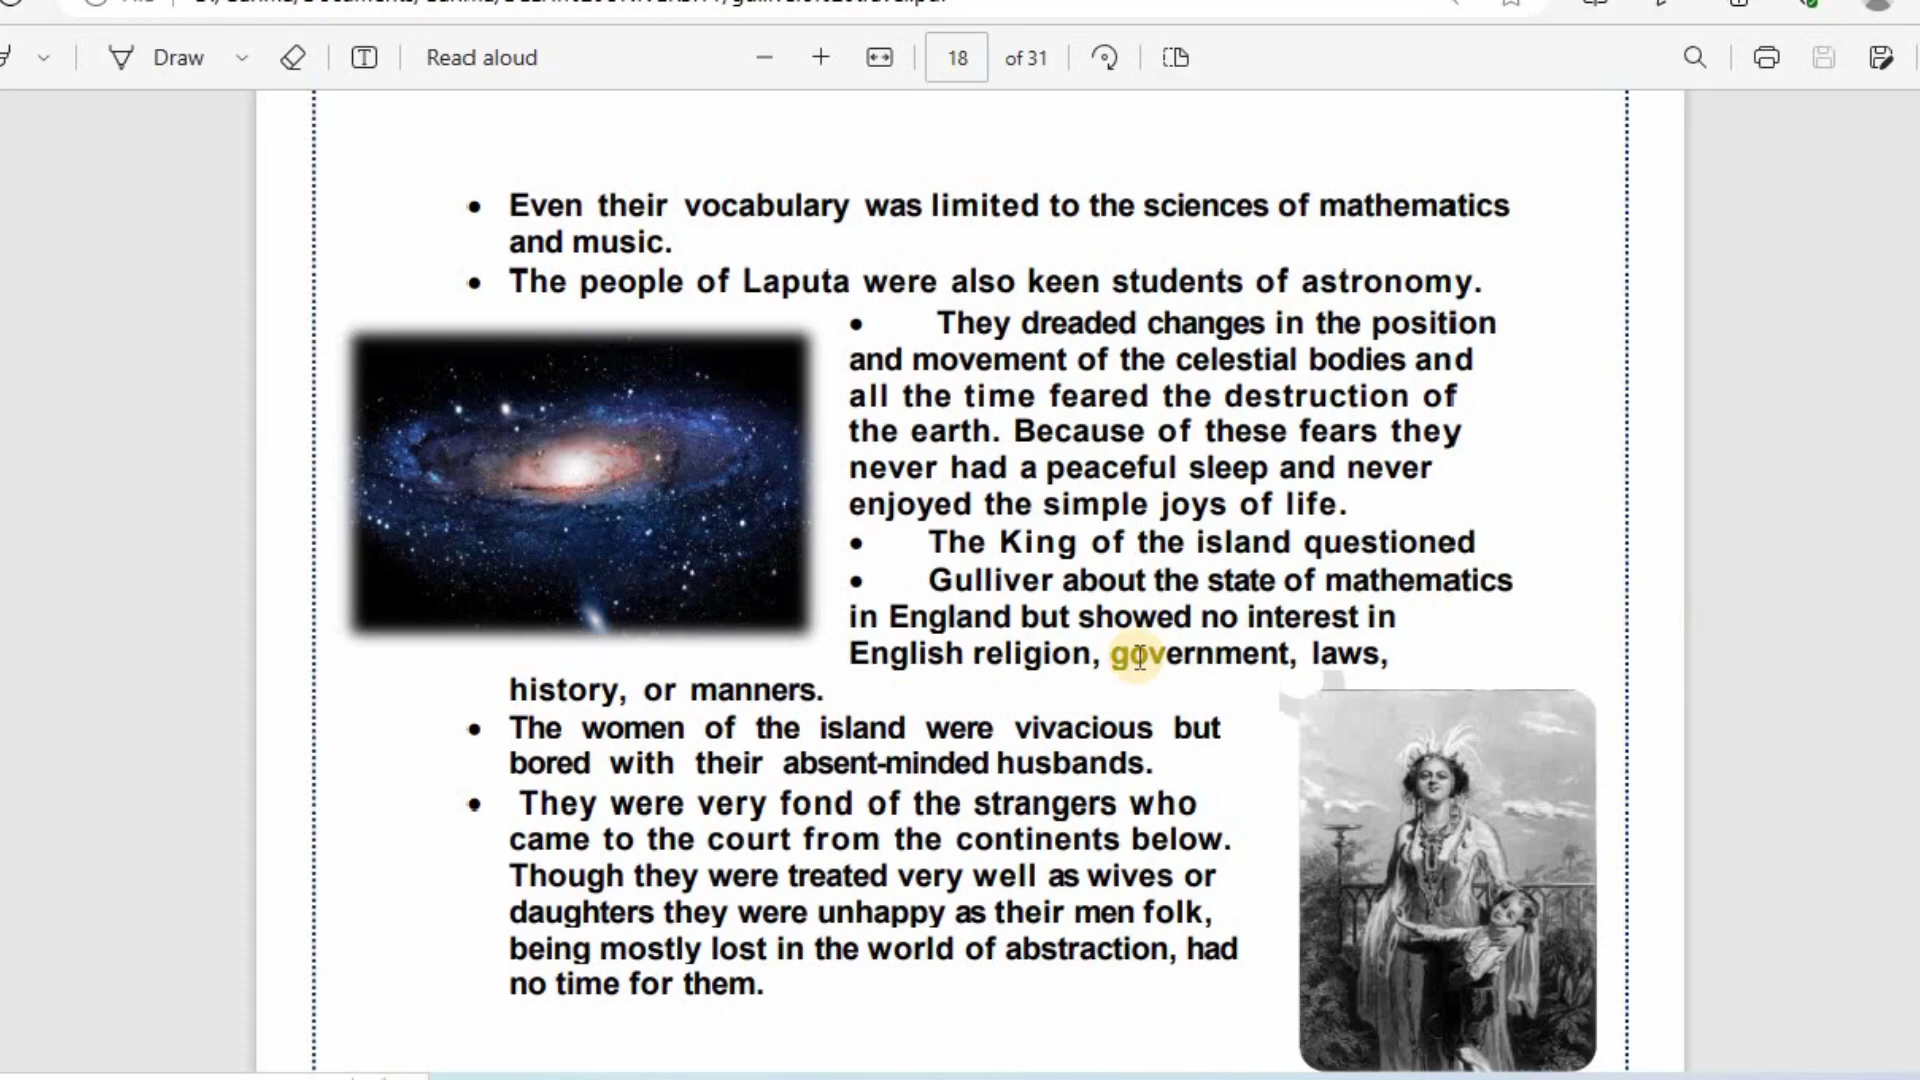 Draw
Read aloud
18 of 31
• Even their vocabulary was limited to the sciences of mathematics
and music.
• The people of Laputa were also keen students of astronomy.
• They dreaded changes in the position
and movement of the celestial bodies and
all the time feared the destruction of
the earth. Because of these fears they
never had a peaceful sleep and never
enjoyed the simple joys of life.
• The King of the island questioned
• Gulliver about the state of mathematics
in England but showed no interest in
English religion, government, laws,
history, or manners.
• The women of the island were vivacious but
bored with their absent-minded husbands.
• They were very fond of the strangers who
came to the court from the continents below.
Though they were treated very well as wives or
daughters they were unhappy as their men folk,
being mostly lost in the world of abstraction, had
no time for them.